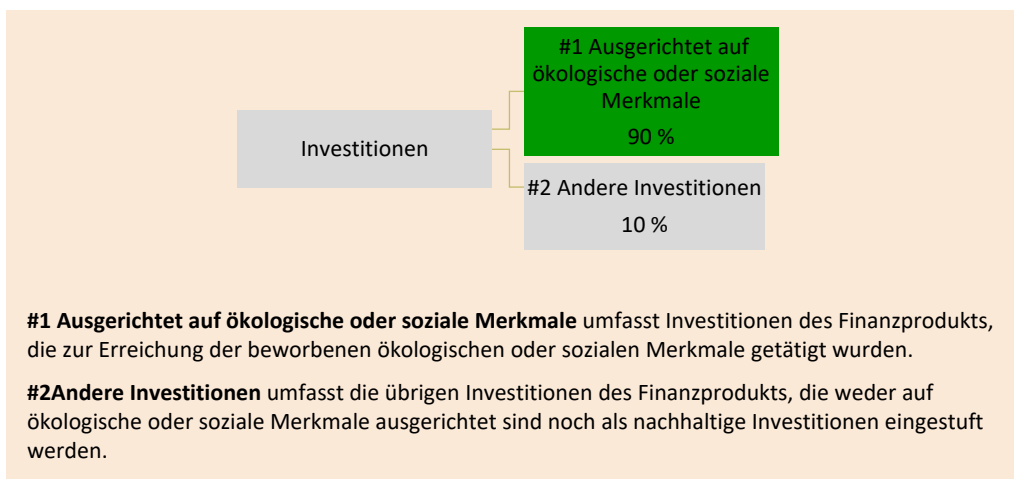 #1 Ausgerichtet auf
ökologische oder soziale
Merkmale
90 %
Investitionen
#2 Andere Investitionen
10 %
#1 Ausgerichtet auf ökologische oder soziale Merkmale umfasst Investitionen des Finanzprodukts,
die zur Erreichung der beworbenen ökologischen oder sozialen Merkmale getätigt wurden.
#2Andere Investitionen umfasst die übrigen Investitionen des Finanzprodukts, die weder auf
ökologische oder soziale Merkmale ausgerichtet sind noch als nachhaltige Investitionen eingestuft
werden.